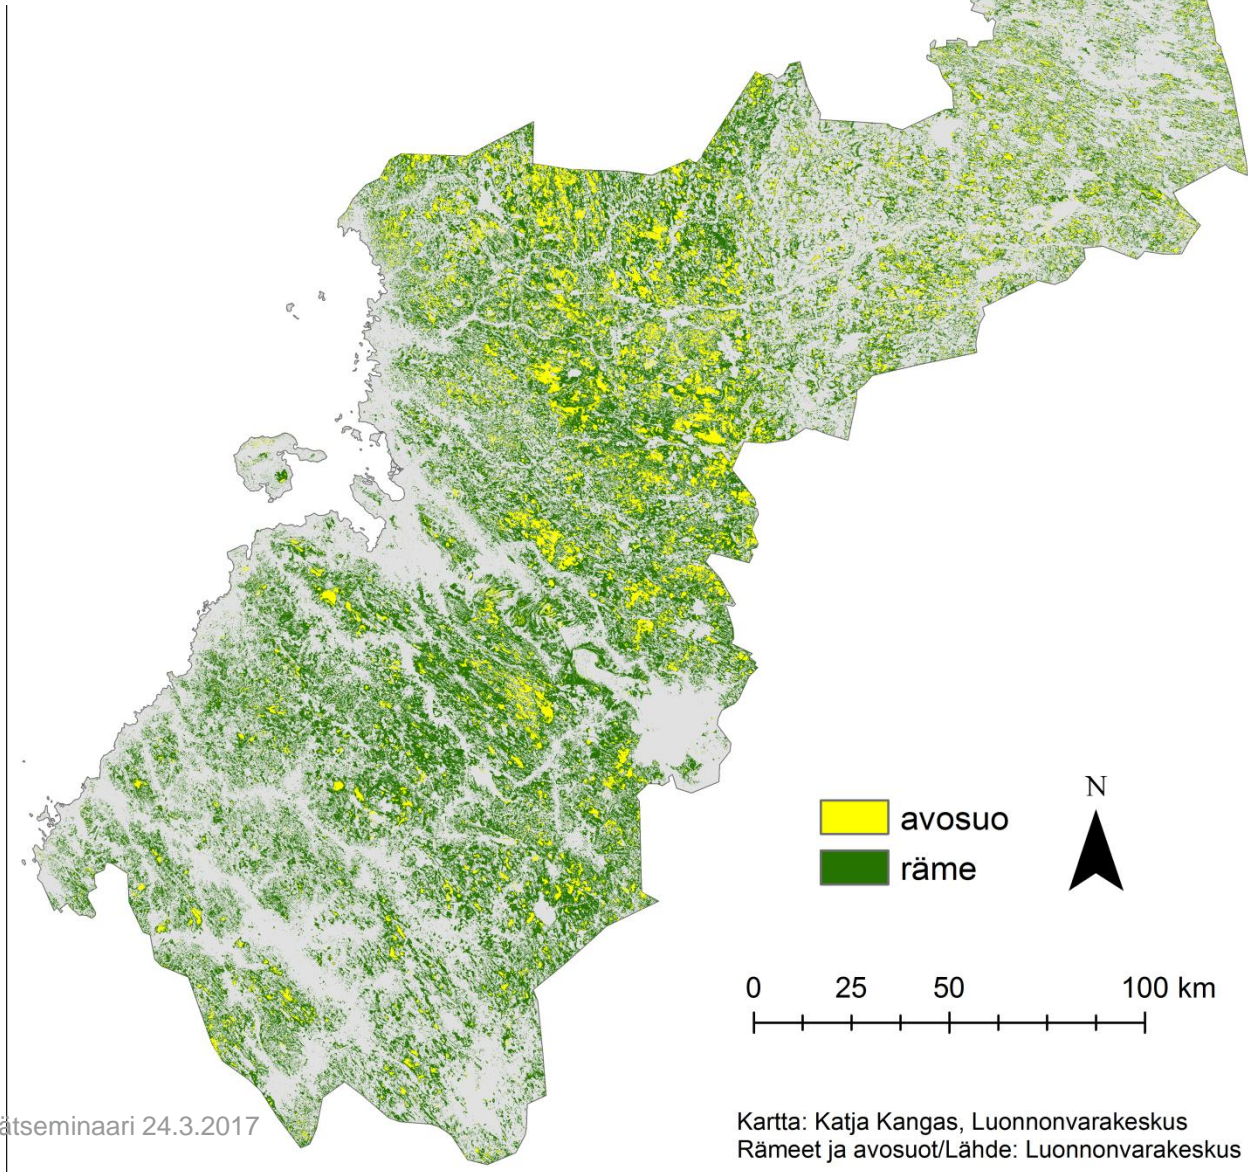 avosuo
räme
N
0 25 50 100 km
ätseminaari 24.3.2017
Kartta: Katja Kangas, Luonnonvarakeskus
Rämeet ja avosuot/Lähde: Luonnonvarakeskus